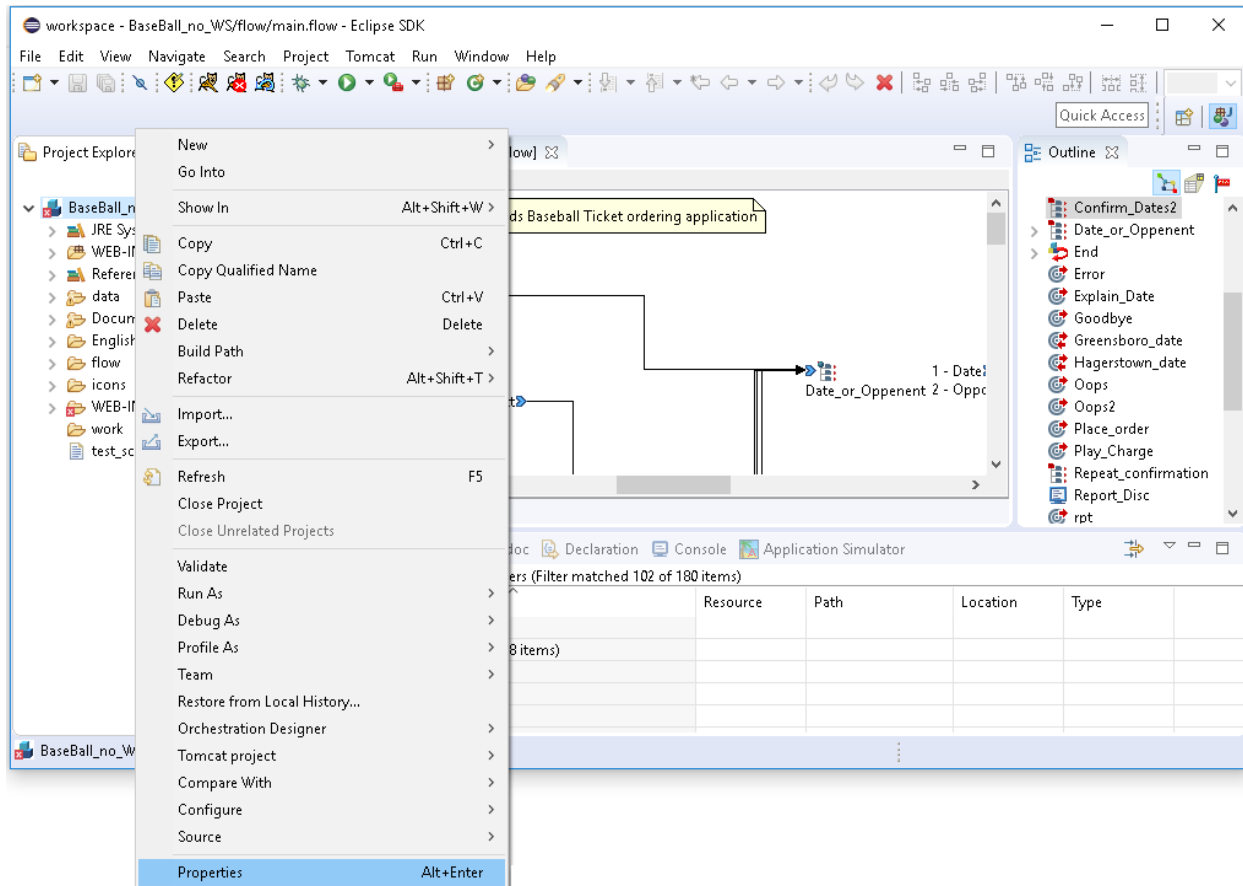 workspace - BaseBall_no_WS/flow/main.flow - Eclipse SDK
File Edit View Navigate Search Project Tomcat Run Window Help
Quick Access
Project Explore
low]
Outline
New
Go Into
Show In Alt+Shift+W
Copy Ctrl+C
Copy Qualified Name
Paste Ctrl+V
Delete Delete
Build Path
Refactor Alt+Shift+T
Import...
Export...
Refresh F5
Close Project
Close Unrelated Projects
Validate
Run As
Debug As
Profile As
Team
Restore from Local History...
Orchestration Designer
Tomcat project
Compare With
Configure
Source
Properties Alt+Enter
BaseBall_n
JRE Sys
WEB-IN
Referen
data
Docum
English
flow
icons
WEB-IN
work
test_sc
ds Baseball Ticket ordering application
Date_or_Oppenent
1 - Date
2 - Oppo
Confirm_Dates2
Date_or_Oppenent
End
Error
Explain_Date
Goodbye
Greensboro_date
Hagerstown_date
Oops
Oops2
Place_order
Play_Charge
Repeat_confirmation
Report_Disc
rpt
doc Declaration Console Application Simulator
ers (Filter matched 102 of 180 items)
Resource Path Location Type
8 items)
BaseBall_no_W